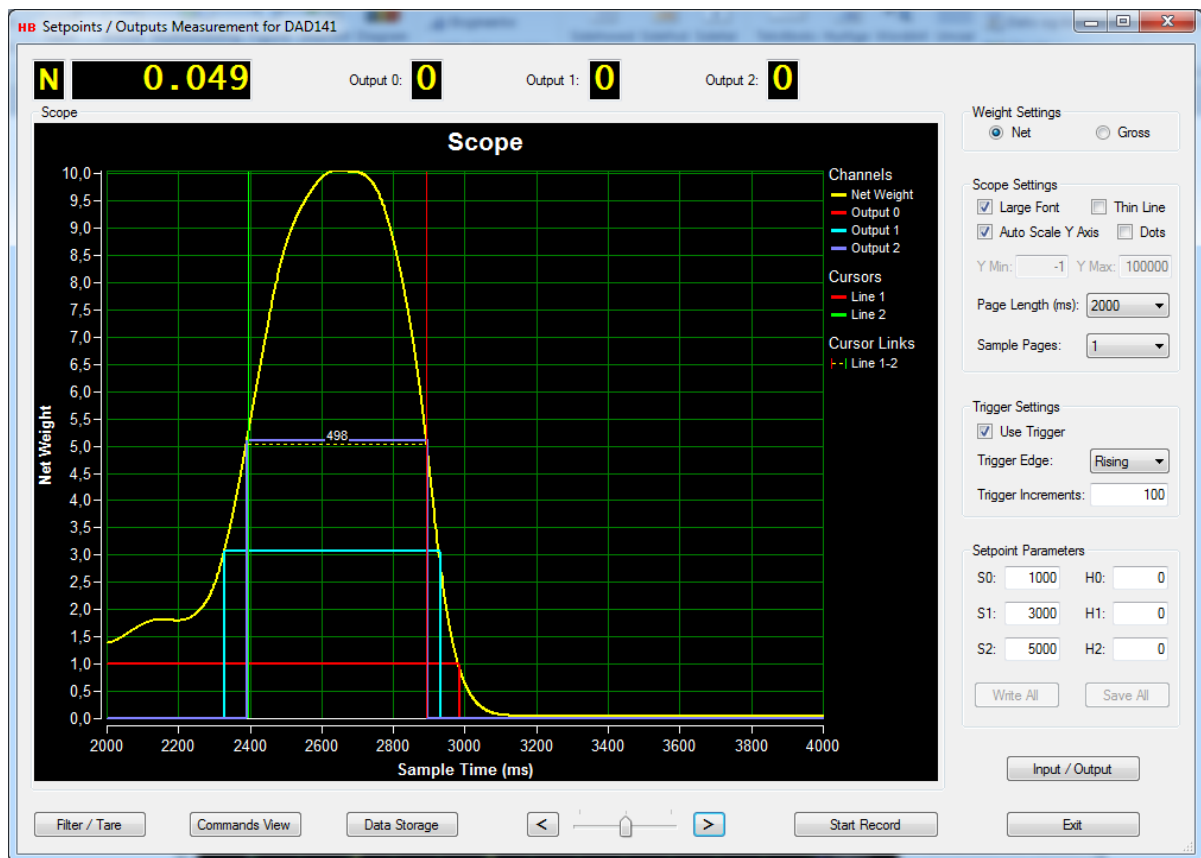 HB Setpoints / Outputs Measurement for DAD141
N 0.049 Output 0: 0 Output 1: 0 Output 2: 0
Scope
Scope
10,0
9,5
9,0
8,5
8,0
7,5
7,0
6,5
6,0
5,5
5,0
4,5
4,0
3,5
3,0
2,5
2,0
1,5
1,0
0,5
0,0
Net Weight
498
2000 2200 2400 2600 2800 3000 3200 3400 3600 3800 4000
Sample Time (ms)
Channels
Net Weight
Output 0
Output 1
Output 2
Cursors
Line 1
Line 2
Cursor Links
Line 1-2
Weight Settings
Net Gross
Scope Settings
Large Font Thin Line
Auto Scale Y Axis Dots
Y Min: -1 Y Max: 100000
Page Length (ms): 2000
Sample Pages: 1
Trigger Settings
Use Trigger
Trigger Edge: Rising
Trigger Increments: 100
Setpoint Parameters
S0: 1000 H0: 0
S1: 3000 H1: 0
S2: 5000 H2: 0
Write All Save All
Input / Output
Filter / Tare Commands View Data Storage < > Start Record Exit